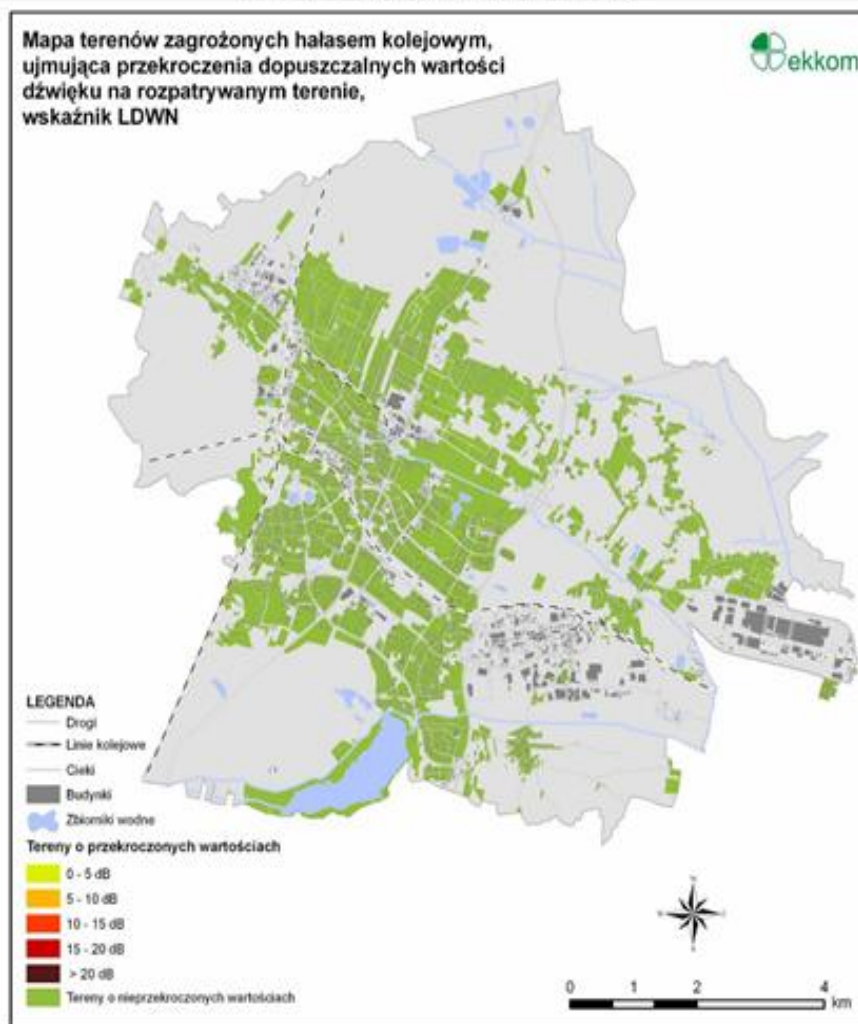 Mapa terenów zagrożonych hałasem kolejowym,
ujmująca przekroczenia dopuszczalnych wartości
dźwięku na rozpatrywanym terenie,
wskaźnik LDWN
ekkom
LEGENDA
Drogi
Linie kolejowe
Cieki
Budynki
Zbiorniki wodne
Tereny o przekroczonych wartościach
0 - 5 dB
5 - 10 dB
10 - 15 dB
15 - 20 dB
> 20 dB
Tereny o nieprzekroczonych wartościach
0 1 2 4
km